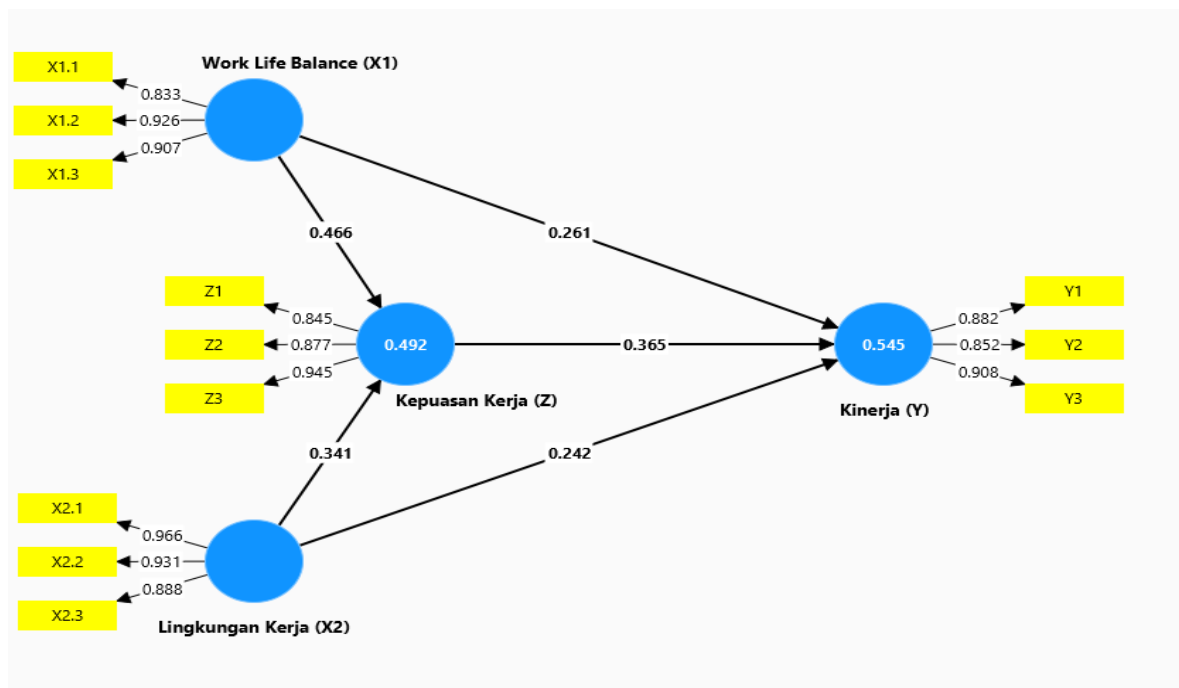 Work Life Balance (X1)
X1.1
0.833
X1.2
0.926
X1.3
0.907
0.466
0.261
Z1
0.845
Z2
0.877
Z3
0.945
0.492
Kepuasan Kerja (Z)
0.365
0.545
Kinerja (Y)
0.882
Y1
0.852
Y2
0.908
Y3
0.341
0.242
X2.1
0.966
X2.2
0.931
X2.3
0.888
Lingkungan Kerja (X2)